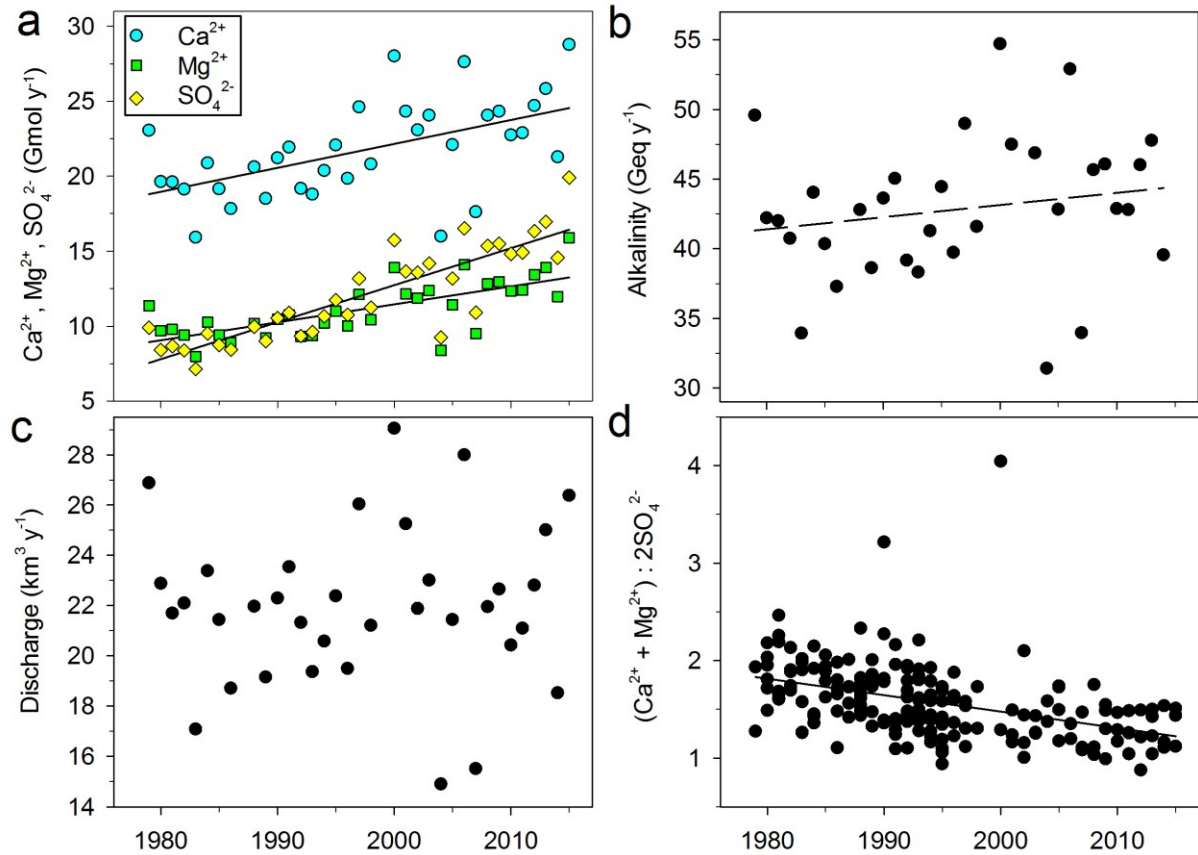 a
30
25
20
15
10
5
Ca²⁺, Mg²⁺, SO₄²⁻ (Gmol y⁻¹)
Ca²⁺
Mg²⁺
SO₄²⁻
b
55
50
45
40
35
30
Alkalinity (Geq y⁻¹)
c
28
26
24
22
20
18
16
14
Discharge (km³ y⁻¹)
1980 1990 2000 2010
d
4
3
2
1
(Ca²⁺ + Mg²⁺) : 2SO₄²⁻
1980 1990 2000 2010